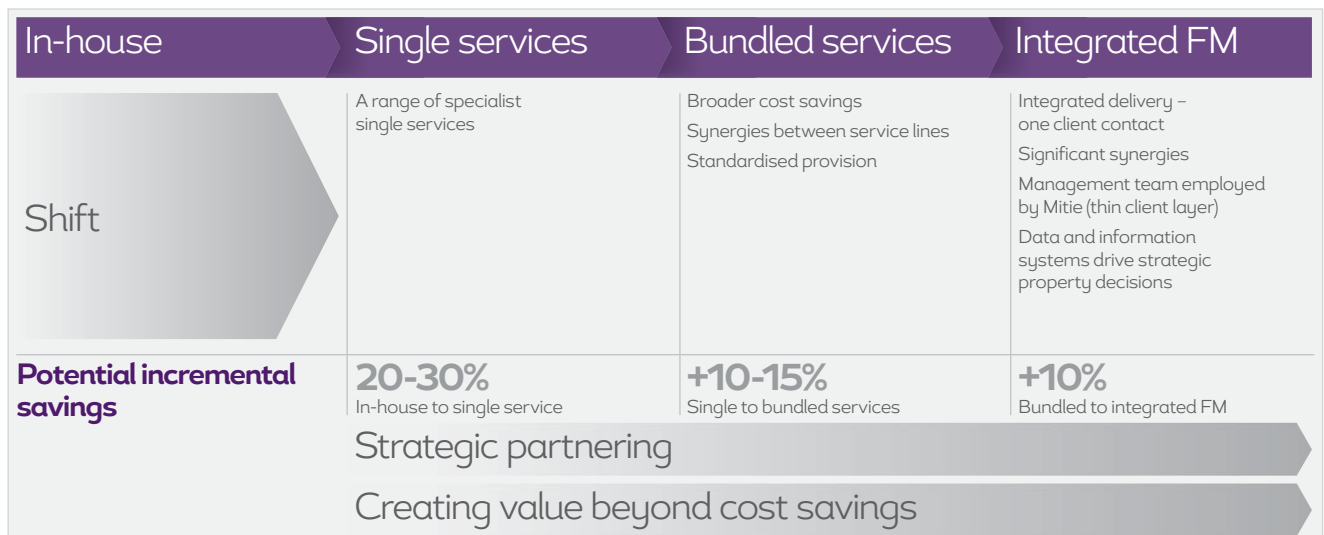 In-house
Single services
Bundled services
Integrated FM
Shift
A range of specialist
single services
Broader cost savings
Synergies between service lines
Standardised provision
Integrated delivery –
one client contact
Significant synergies
Management team employed
by Mitie (thin client layer)
Data and information
systems drive strategic
property decisions
Potential incremental
savings
20-30%
In-house to single service
+10-15%
Single to bundled services
+10%
Bundled to integrated FM
Strategic partnering
Creating value beyond cost savings